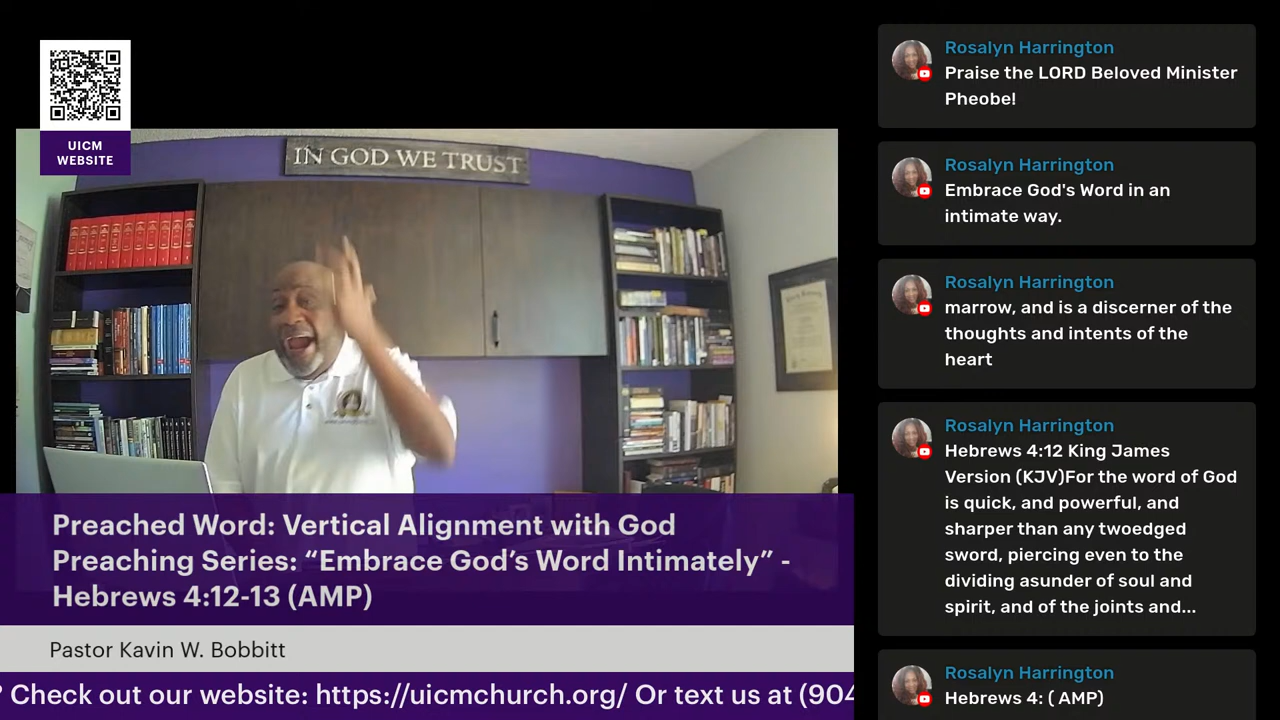 UICM
WEBSITE
IN GOD WE TRUST
Preached Word: Vertical Alignment with God
Preaching Series: “Embrace God’s Word Intimately” -
Hebrews 4:12-13 (AMP)
Pastor Kavin W. Bobbitt
? Check out our website: https://uicmchurch.org/ Or text us at (904
Rosalyn Harrington
Praise the LORD Beloved Minister
Pheobe!
Rosalyn Harrington
Embrace God's Word in an
intimate way.
Rosalyn Harrington
marrow, and is a discerner of the
thoughts and intents of the
heart
Rosalyn Harrington
Hebrews 4:12 King James
Version (KJV)For the word of God
is quick, and powerful, and
sharper than any twoedged
sword, piercing even to the
dividing asunder of soul and
spirit, and of the joints and...
Rosalyn Harrington
Hebrews 4: ( AMP)